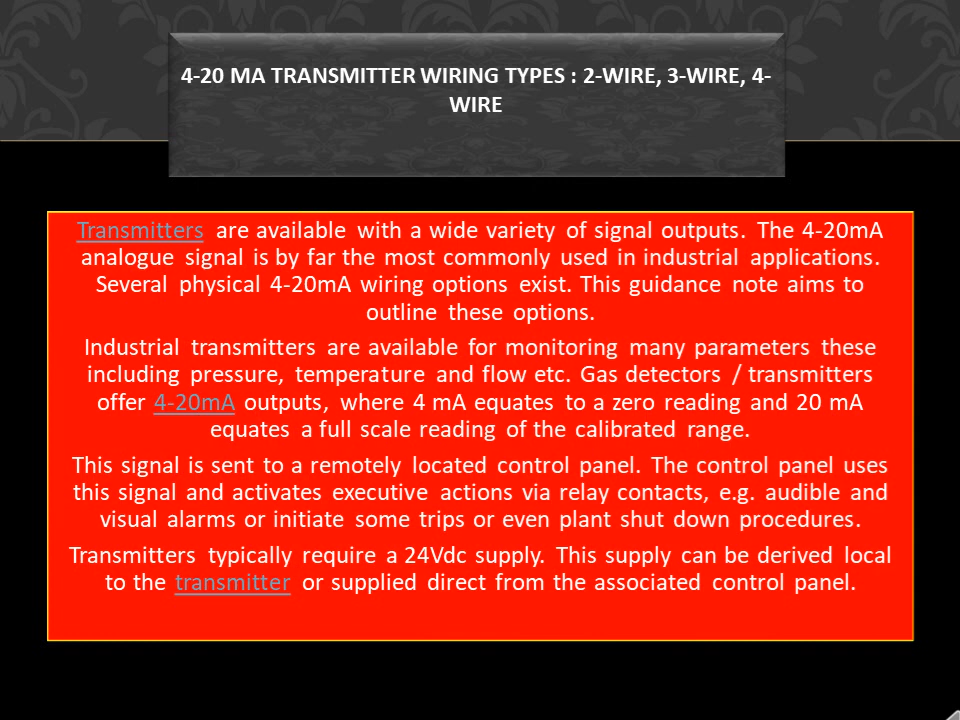 4-20 MA TRANSMITTER WIRING TYPES : 2-WIRE, 3-WIRE, 4-
WIRE
Transmitters are available with a wide variety of signal outputs. The 4-20mA
analogue signal is by far the most commonly used in industrial applications.
Several physical 4-20mA wiring options exist. This guidance note aims to
outline these options.
Industrial transmitters are available for monitoring many parameters these
including pressure, temperature and flow etc. Gas detectors / transmitters
offer 4-20mA outputs, where 4 mA equates to a zero reading and 20 mA
equates a full scale reading of the calibrated range.
This signal is sent to a remotely located control panel. The control panel uses
this signal and activates executive actions via relay contacts, e.g. audible and
visual alarms or initiate some trips or even plant shut down procedures.
Transmitters typically require a 24Vdc supply. This supply can be derived local
to the transmitter or supplied direct from the associated control panel.